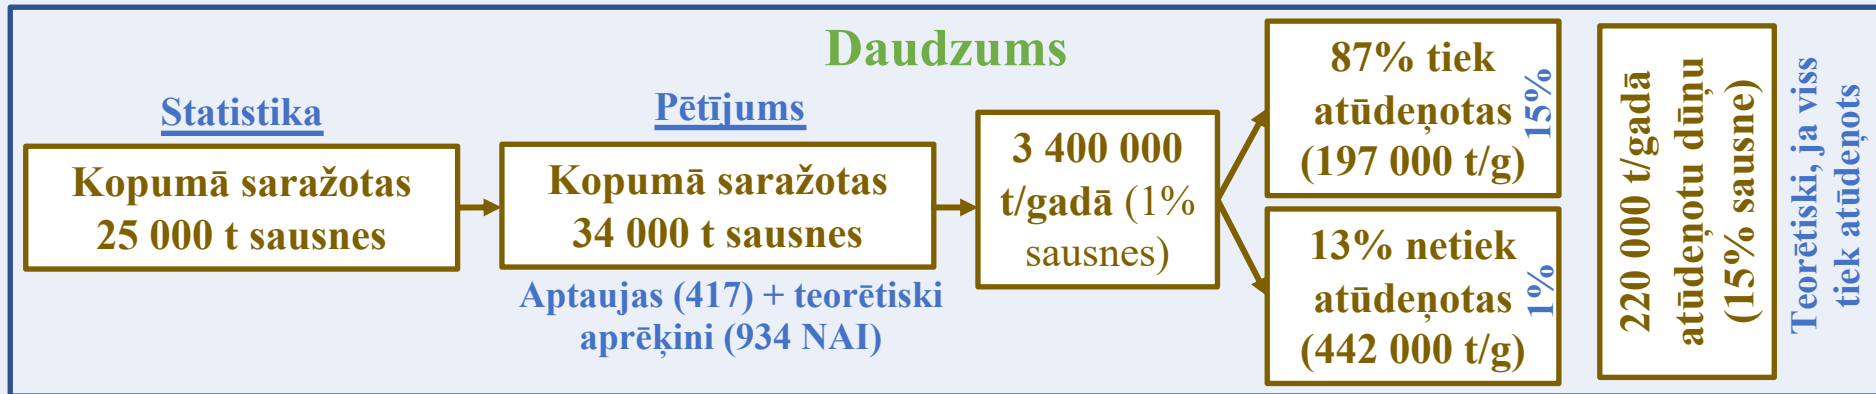 Daudzums
Statistika
Kopumā saražotas
25 000 t sausnes
Pētījums
Kopumā saražotas
34 000 t sausnes
Aptaujas (417) + teorētiski
aprēķini (934 NAI)
3 400 000
t/gadā (1%
sausnes)
87% tiek
atūdeņotas
(197 000 t/g)
15%
13% netiek
atūdeņotas
(442 000 t/g)
1%
220 000 t/gadā
atūdeņotu dūņu
(15% sausne)
Teorētiski, ja viss
tiek atūdeņots